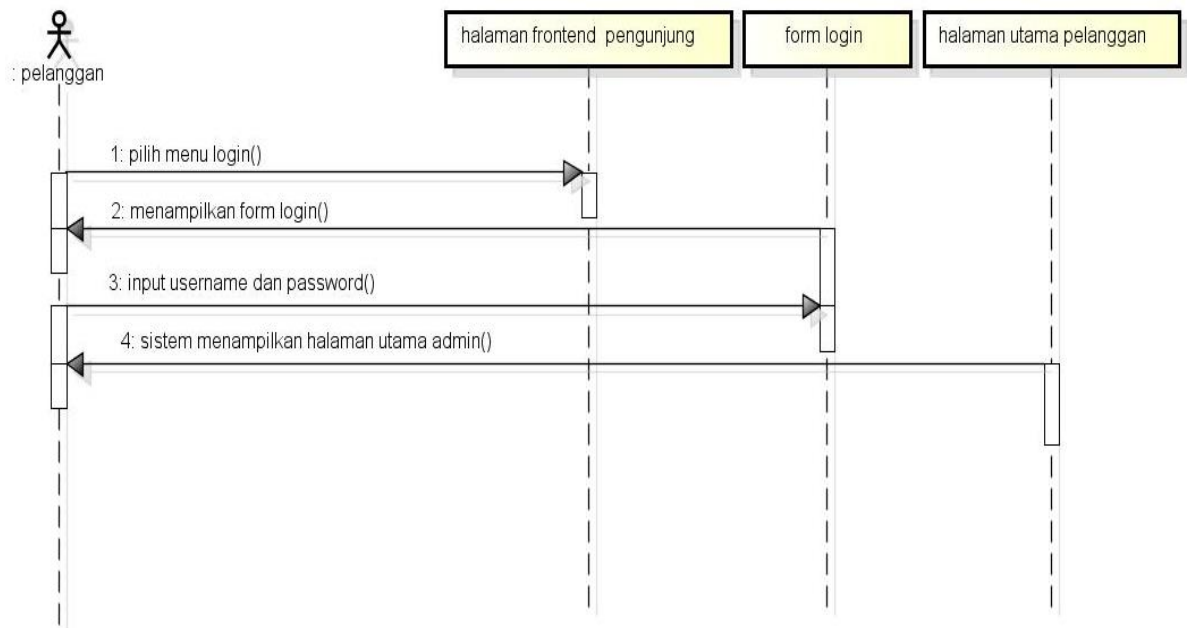 : pelanggan
halaman frontend pengunjung
form login
halaman utama pelanggan
1: pilih menu login()
2: menampilkan form login()
3: input username dan password()
4: sistem menampilkan halaman utama admin()